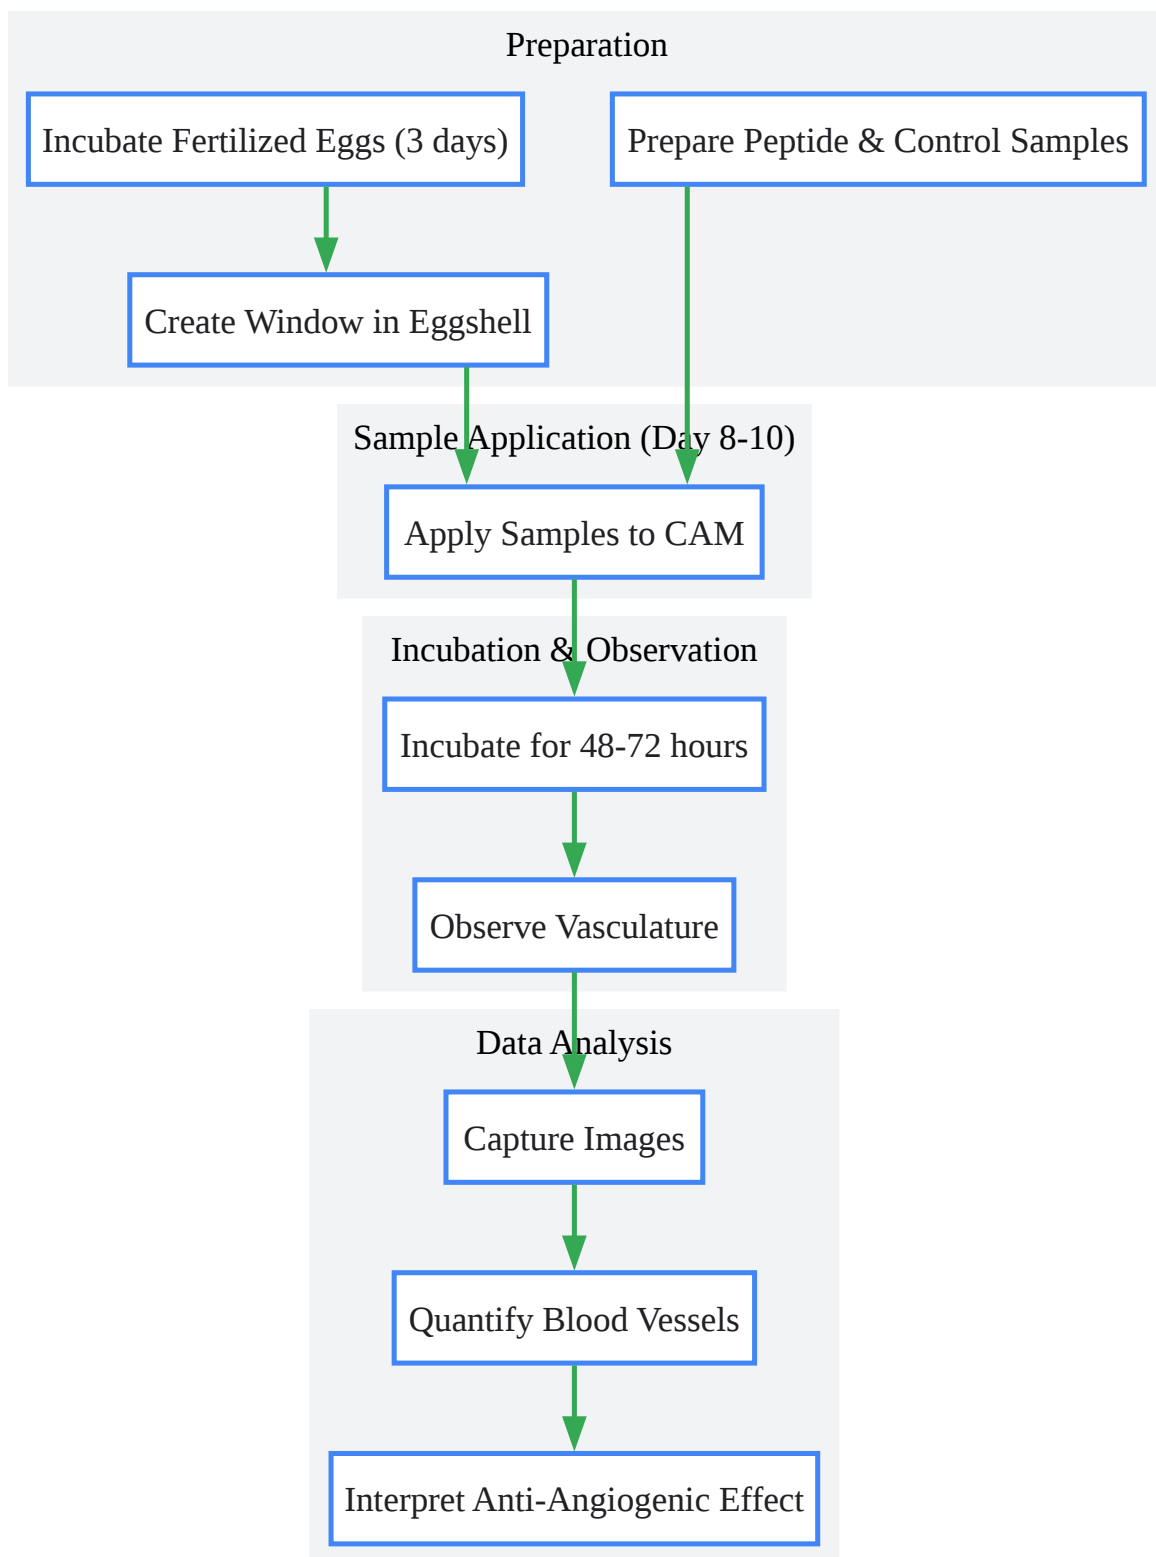 Preparation
Incubate Fertilized Eggs (3 days)
Prepare Peptide & Control Samples
Create Window in Eggshell
Sample Application (Day 8-10)
Apply Samples to CAM
Incubation & Observation
Incubate for 48-72 hours
Observe Vasculature
Data Analysis
Capture Images
Quantify Blood Vessels
Interpret Anti-Angiogenic Effect